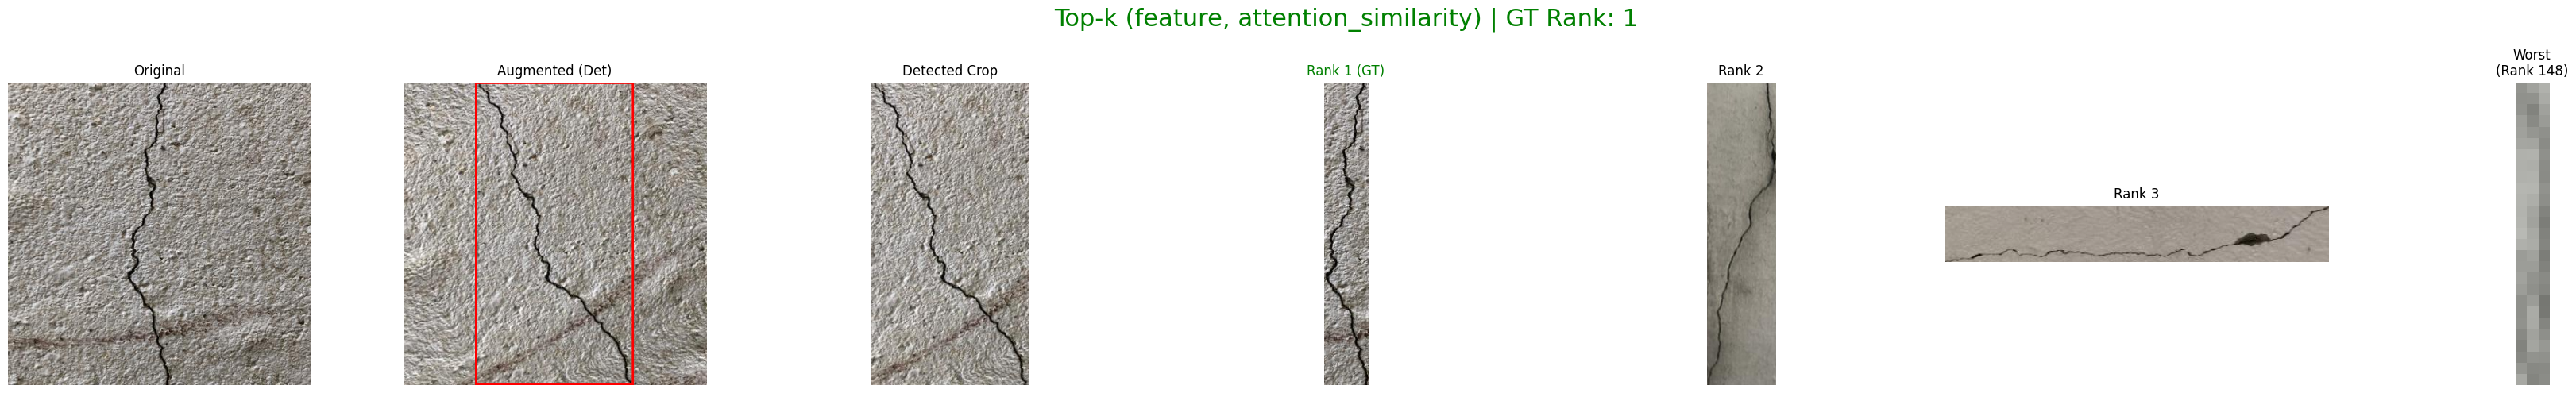 Top-k (feature, attention_similarity) | GT Rank: 1
Original
Augmented (Det)
Detected Crop
Rank 1 (GT)
Rank 2
Rank 3
Worst
(Rank 148)